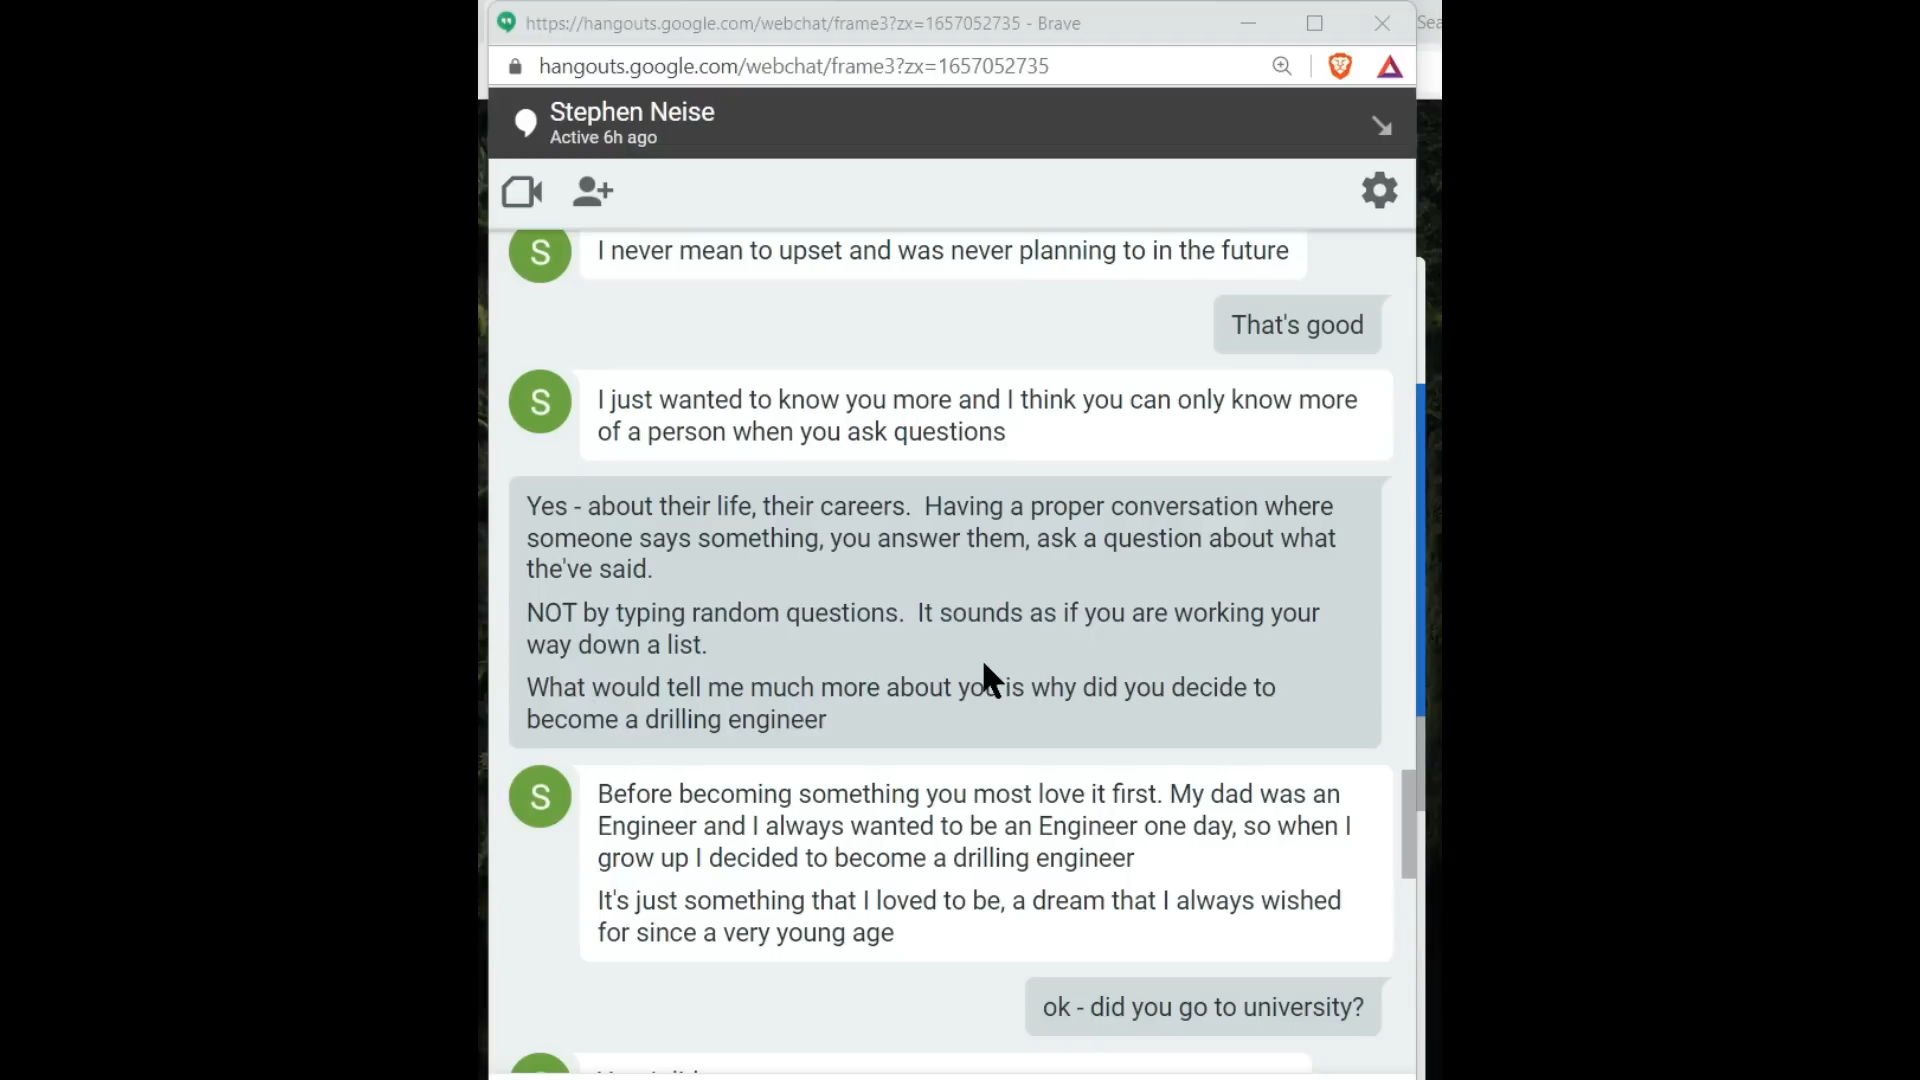 https://hangouts.google.com/webchat/frame3?zx=1657052735 - Brave
Sea
hangouts.google.com/webchat/frame3?zx=1657052735
Stephen Neise
Active 6h ago
S
I never mean to upset and was never planning to in the future
That's good
S
I just wanted to know you more and I think you can only know more
of a person when you ask questions
Yes - about their life, their careers.  Having a proper conversation where
someone says something, you answer them, ask a question about what
the've said.
NOT by typing random questions.  It sounds as if you are working your
way down a list.
What would tell me much more about you is why did you decide to
become a drilling engineer
S
Before becoming something you most love it first. My dad was an
Engineer and I always wanted to be an Engineer one day, so when I
grow up I decided to become a drilling engineer
It's just something that I loved to be, a dream that I always wished
for since a very young age
ok - did you go to university?